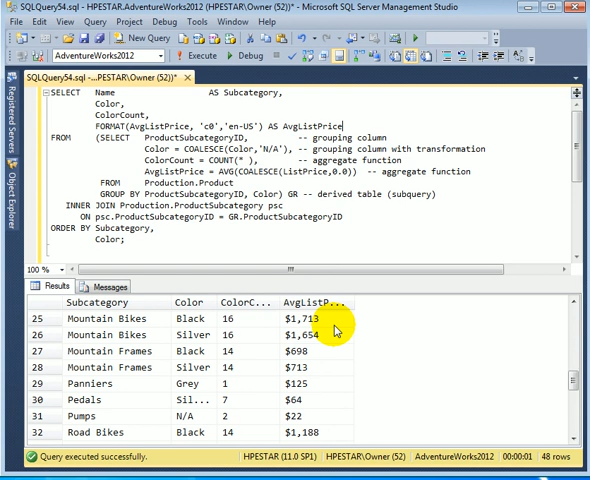 SQLQuery54.sql - HPESTAR.AdventureWorks2012 (HPESTAR\Owner (52))* - Microsoft SQL Server Management Studio
File Edit View Query Project Debug Tools Window Help
New Query
AdventureWorks2012 Execute Debug
SQLQuery54.sql -...PESTAR\Owner (52))*
Registered Servers
Object Explorer
SELECT Name AS Subcategory,
Color,
ColorCount,
FORMAT(AvgListPrice, 'c0','en-US') AS AvgListPrice
FROM (SELECT ProductSubcategoryID, -- grouping column
Color = COALESCE(Color,'N/A'), -- grouping column with transformation
ColorCount = COUNT(* ), -- aggregate function
AvgListPrice = AVG(COALESCE(ListPrice,0.0)) -- aggregate function
FROM Production.Product
GROUP BY ProductSubcategoryID, Color) GR -- derived table (subquery)
INNER JOIN Production.ProductSubcategory psc
ON psc.ProductSubcategoryID = GR.ProductSubcategoryID
ORDER BY Subcategory,
Color;
100 %
Results Messages
Subcategory Color ColorC... AvgListP...
25 Mountain Bikes Black 16 $1,713
26 Mountain Bikes Silver 16 $1,654
27 Mountain Frames Black 14 $698
28 Mountain Frames Silver 14 $713
29 Panniers Grey 1 $125
30 Pedals Sil... 7 $64
31 Pumps N/A 2 $22
32 Road Bikes Black 14 $1,188
Query executed successfully. HPESTAR (11.0 SP1) HPESTAR\Owner (52) AdventureWorks2012 00:00:01 48 rows